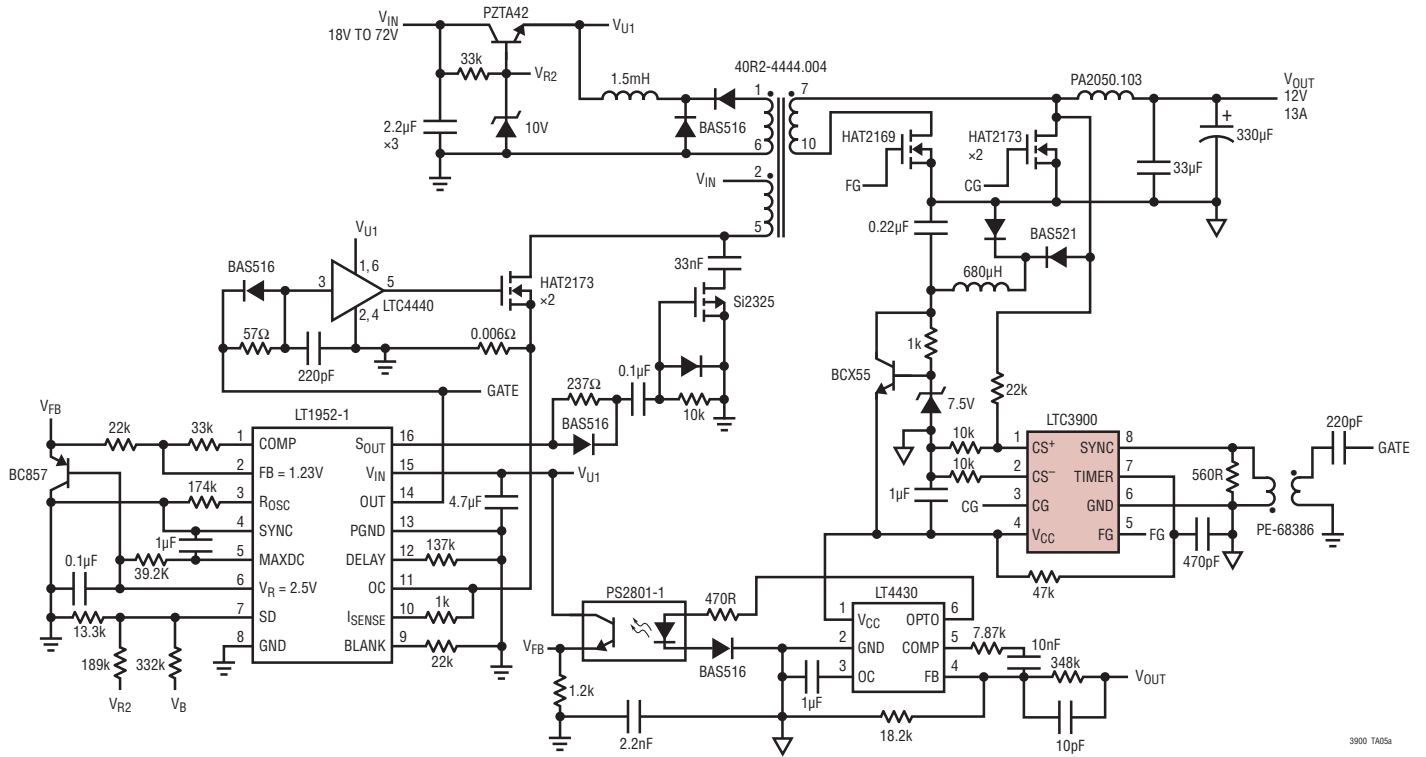 V_IN
18V TO 72V
PZTA42
V_U1
33k
V_R2
2.2µF
×3
10V
1.5mH
BAS516
40R2-4444.004
1
7
6
10
V_IN
2
5
PA2050.103
V_OUT
12V
13A
HAT2169
HAT2173
×2
FG
CG
33µF
+
330µF
0.22µF
BAS521
680µH
V_U1
BAS516
3
1, 6
5
LTC4440
2, 4
57Ω
220pF
0.006Ω
HAT2173
×2
33nF
Si2325
0.1µF
10k
237Ω
BAS516
GATE
1k
BCX55
7.5V
22k
10k
10k
1µF
CG
LTC3900
1
CS+
SYNC
8
2
CS–
TIMER
7
3
CG
GND
6
4
V_CC
FG
5
FG
560R
220pF
GATE
PE-68386
470pF
47k
V_FB
22k
33k
BC857
174k
1µF
39.2K
0.1µF
13.3k
189k
332k
V_R2
V_B
LT1952-1
1
COMP
S_OUT
16
2
FB = 1.23V
V_IN
15
V_U1
3
R_OSC
OUT
14
4
SYNC
PGND
13
5
MAXDC
DELAY
12
6
V_R = 2.5V
OC
11
7
SD
I_SENSE
10
8
GND
BLANK
9
4.7µF
137k
1k
22k
PS2801-1
470R
V_FB
BAS516
1.2k
2.2nF
LT4430
1
V_CC
OPTO
6
2
GND
COMP
5
3
OC
FB
4
1µF
7.87k
10nF
348k
V_OUT
18.2k
10pF
3900 TA05a